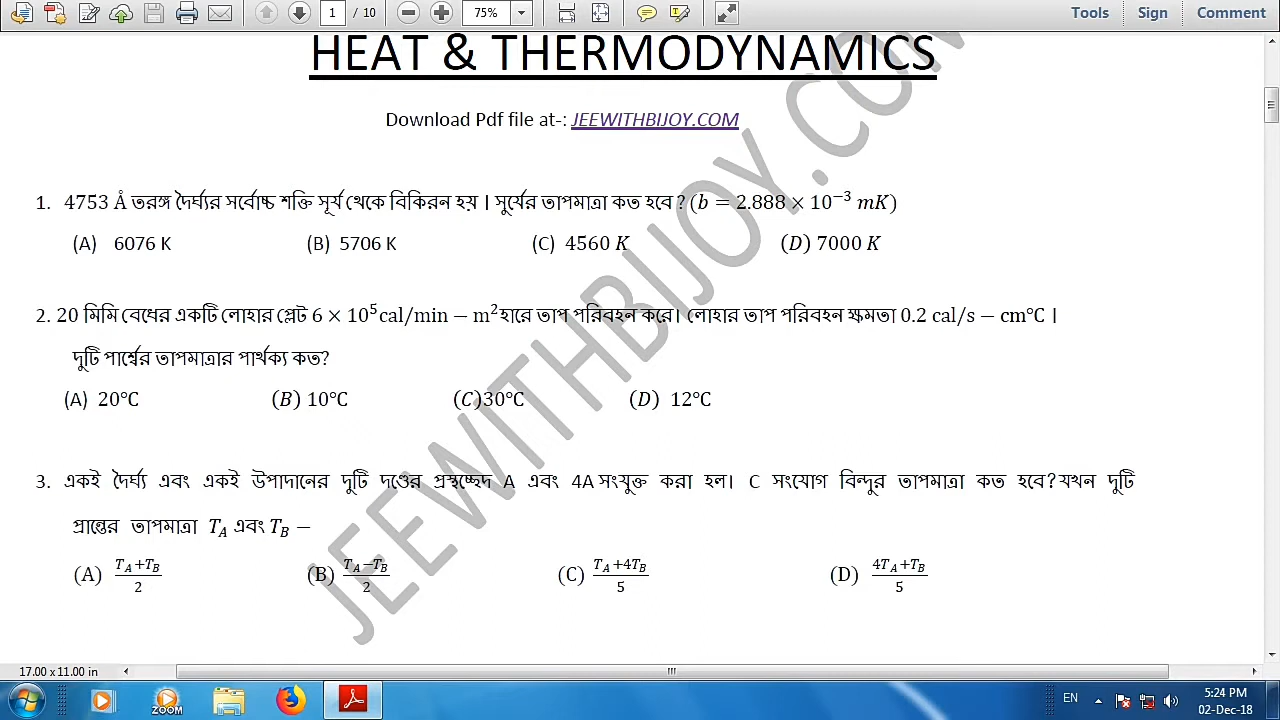 1 / 10 75% Tools Sign Comment
HEAT & THERMODYNAMICS
Download Pdf file at-: JEEWITHBIJOY.COM
1. 4753 Å তরঙ্গ দৈর্ঘ্যর সর্বোচ্চ শক্তি সূর্য থেকে বিকিরন হয় । সুর্যের তাপমাত্রা কত হবে ? (b = 2.888 × 10⁻³ mK)
(A) 6076 K (B) 5706 K (C) 4560 K (D) 7000 K
2. 20 মিমি বেধের একটি লোহার প্লেট 6 × 10⁵cal/min − m² হারে তাপ পরিবহন করে। লোহার তাপ পরিবহন ক্ষমতা 0.2 cal/s − cm°C ।
দুটি পার্শ্বের তাপমাত্রার পার্থক্য কত?
(A) 20°C (B) 10°C (C)30°C (D) 12°C
3. একই দৈর্ঘ্য এবং একই উপাদানের দুটি দণ্ডের প্রস্থচ্ছেদ A এবং 4A সংযুক্ত করা হল। C সংযোগ বিন্দুর তাপমাত্রা কত হবে? যখন দুটি
প্রান্তের তাপমাত্রা T_A এবং T_B −
(A) (T_A+T_B)/2 (B) (T_A−T_B)/2 (C) (T_A+4T_B)/5 (D) (4T_A+T_B)/5
JEEWITHBIJOY.COM
17.00 x 11.00 in
ZOOM EN 5:24 PM
02-Dec-18